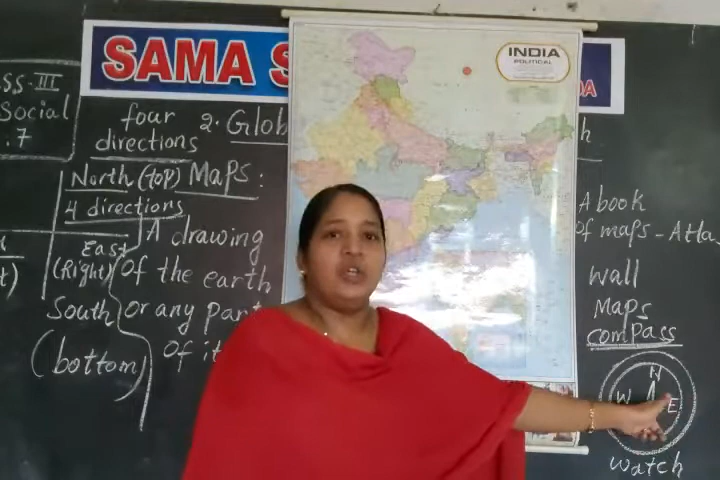 SAMA
DA
INDIA
POLITICAL
SS-III
Social
.7
four
directions
2. Glob
North (top) Maps:
4 directions
East
(Right)
South
(bottom)
A drawing
of the earth
or any part
of it
t)
h
A book
of maps - Atla
wall
Maps
compass
N
W
E
watch